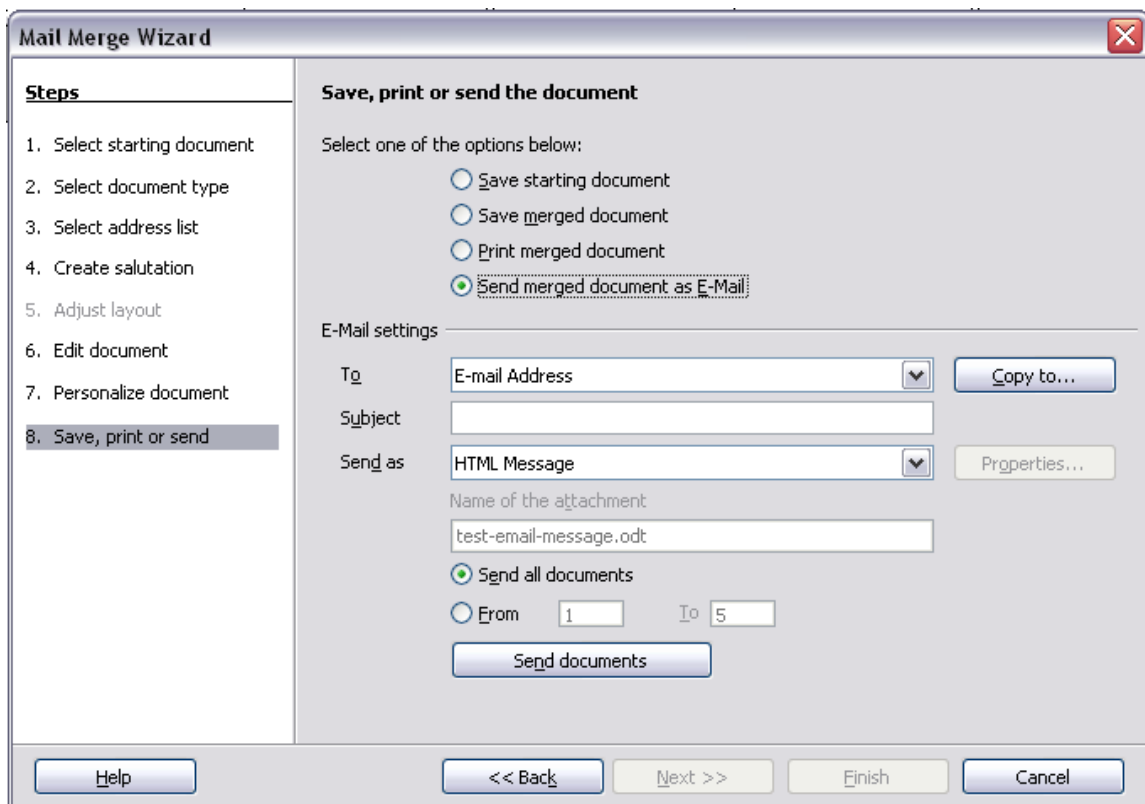 Mail Merge Wizard
Steps
1. Select starting document
2. Select document type
3. Select address list
4. Create salutation
5. Adjust layout
6. Edit document
7. Personalize document
8. Save, print or send
Save, print or send the document
Select one of the options below:
Save starting document
Save merged document
Print merged document
Send merged document as E-Mail
E-Mail settings
To E-mail Address Copy to...
Subject
Send as HTML Message Properties...
Name of the attachment
test-email-message.odt
Send all documents
From 1 To 5
Send documents
Help << Back Next >> Finish Cancel